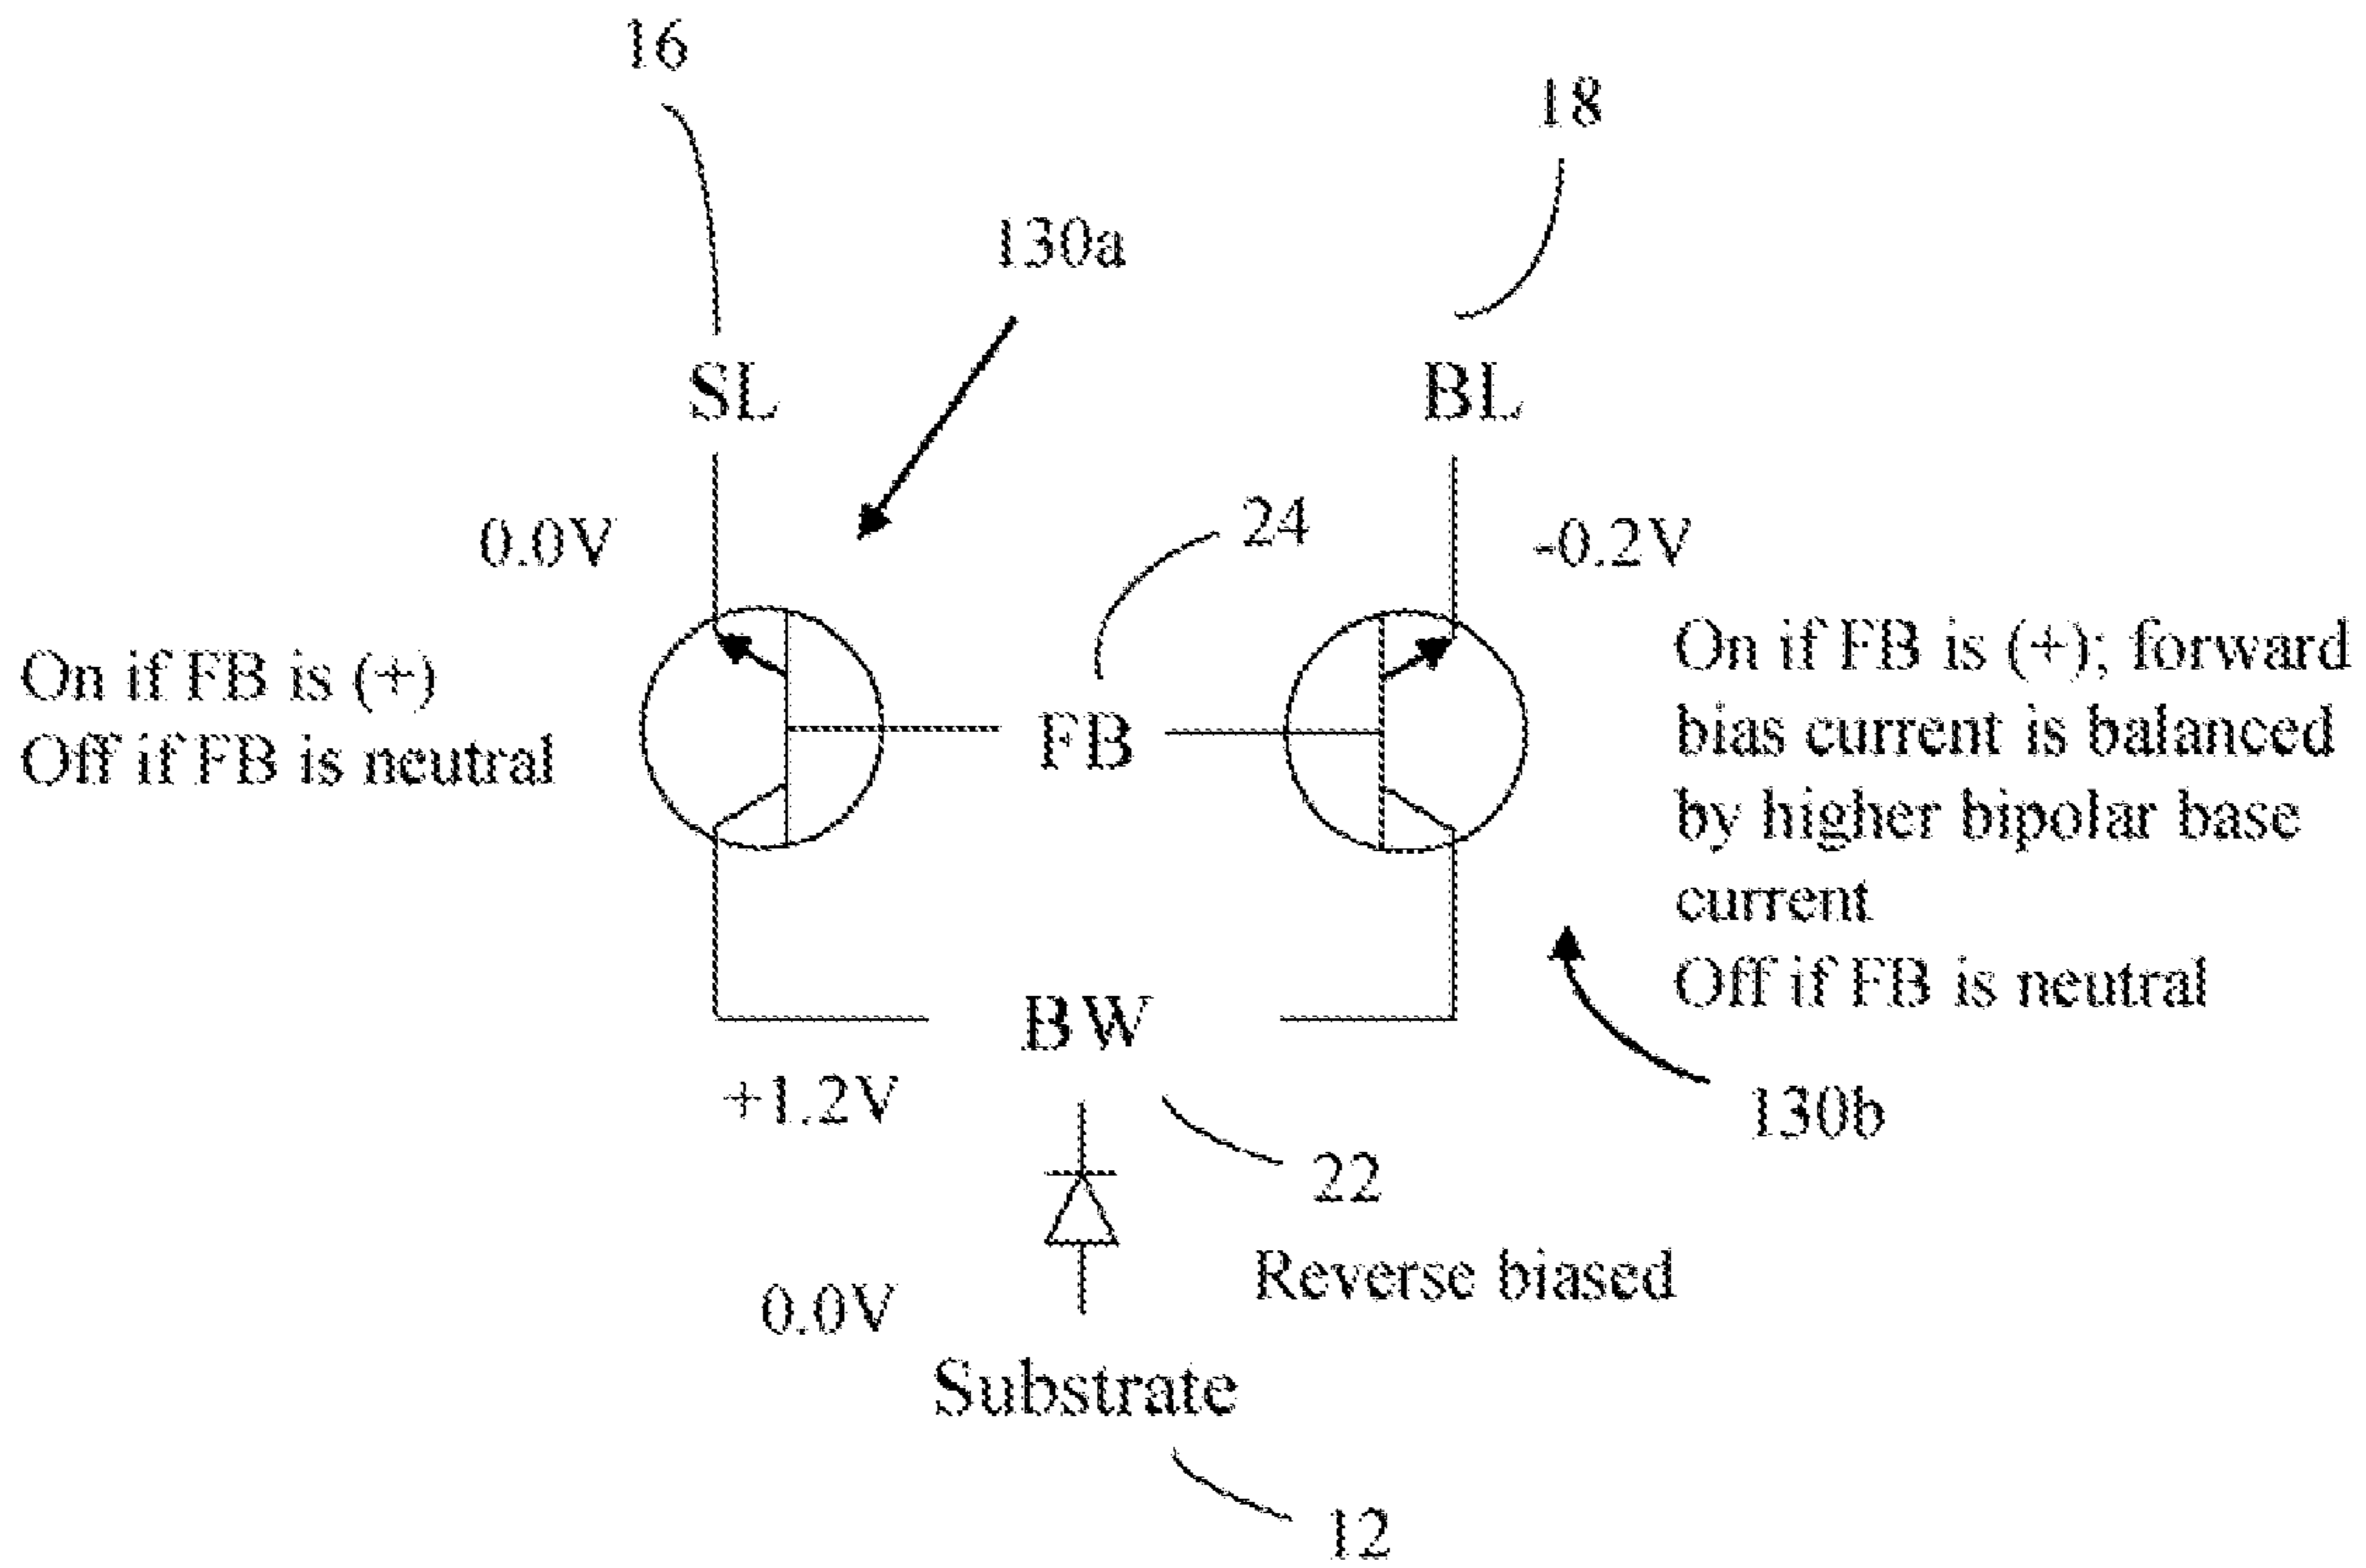 16
18
130a
SL
BL
0.0V
24
-0.2V
On if FB is (+)
Off if FB is neutral
FB
On if FB is (+); forward
bias current is balanced
by higher bipolar base
current
Off if FB is neutral
BW
+1.2V
130b
22
Reverse biased
0.0V
Substrate
12